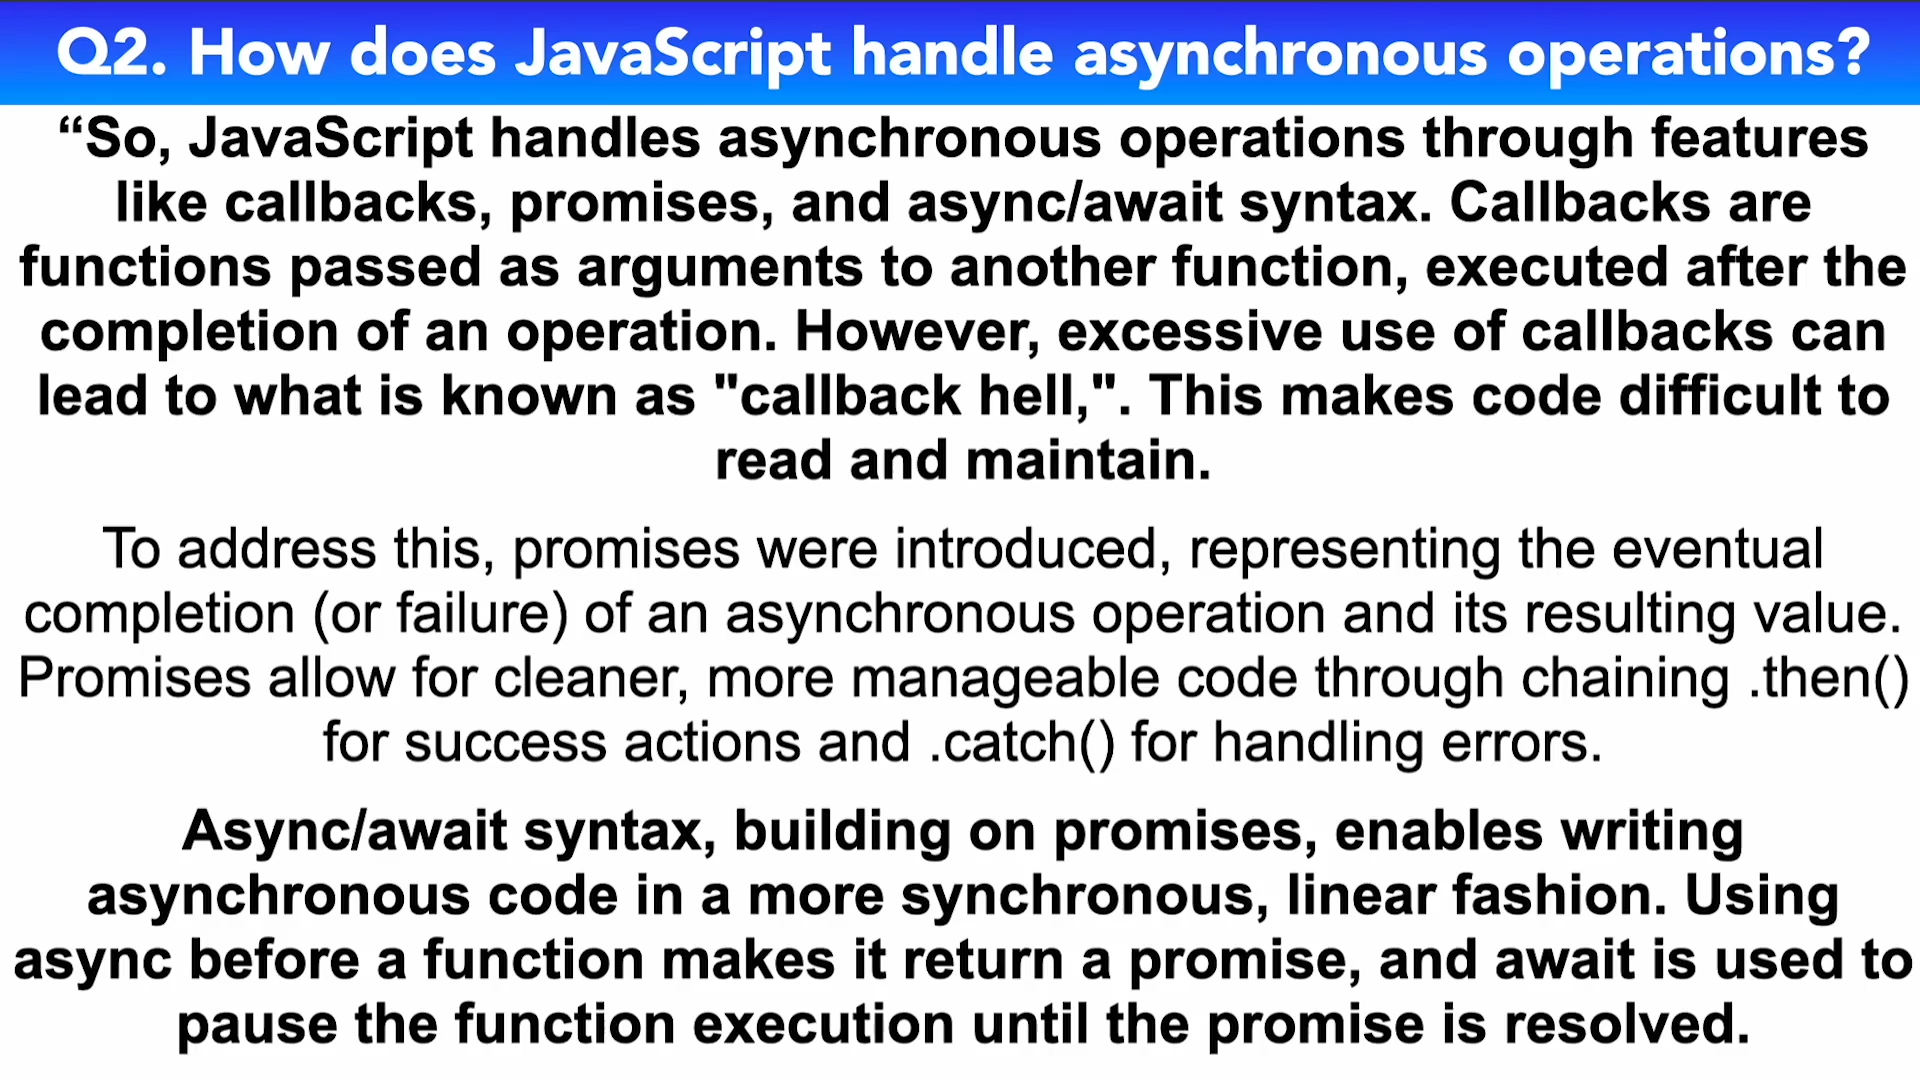 Q2. How does JavaScript handle asynchronous operations?
“So, JavaScript handles asynchronous operations through features
like callbacks, promises, and async/await syntax. Callbacks are
functions passed as arguments to another function, executed after the
completion of an operation. However, excessive use of callbacks can
lead to what is known as "callback hell,". This makes code difficult to
read and maintain.
To address this, promises were introduced, representing the eventual
completion (or failure) of an asynchronous operation and its resulting value.
Promises allow for cleaner, more manageable code through chaining .then()
for success actions and .catch() for handling errors.
Async/await syntax, building on promises, enables writing
asynchronous code in a more synchronous, linear fashion. Using
async before a function makes it return a promise, and await is used to
pause the function execution until the promise is resolved.